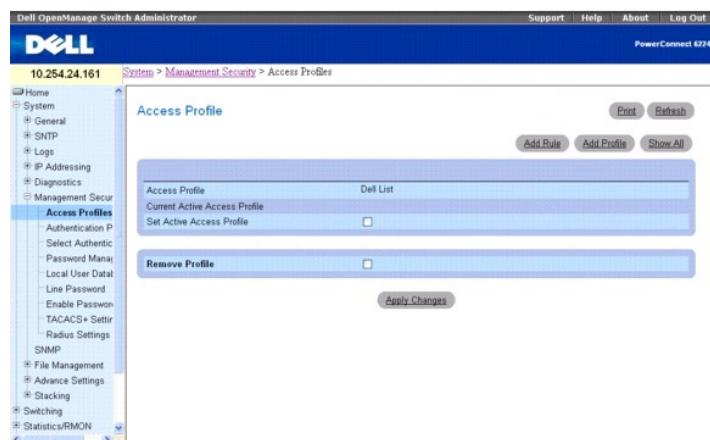 Dell OpenManage Switch Administrator
Support Help About Log Out
DELL
PowerConnect 6224
10.254.24.161
System > Management Security > Access Profiles
Home
System
General
SNTP
Logs
IP Addressing
Diagnostics
Management Secur
Access Profiles
Authentication P
Select Authentic
Password Manag
Local User Datal
Line Password
Enable Passwor
TACACS+ Settin
Radius Settings
SNMP
File Management
Advance Settings
Stacking
Switching
Statistics/RMON
Access Profile
Print Refresh
Add Rule Add Profile Show All
Access Profile Dell List
Current Active Access Profile
Set Active Access Profile
Remove Profile
Apply Changes